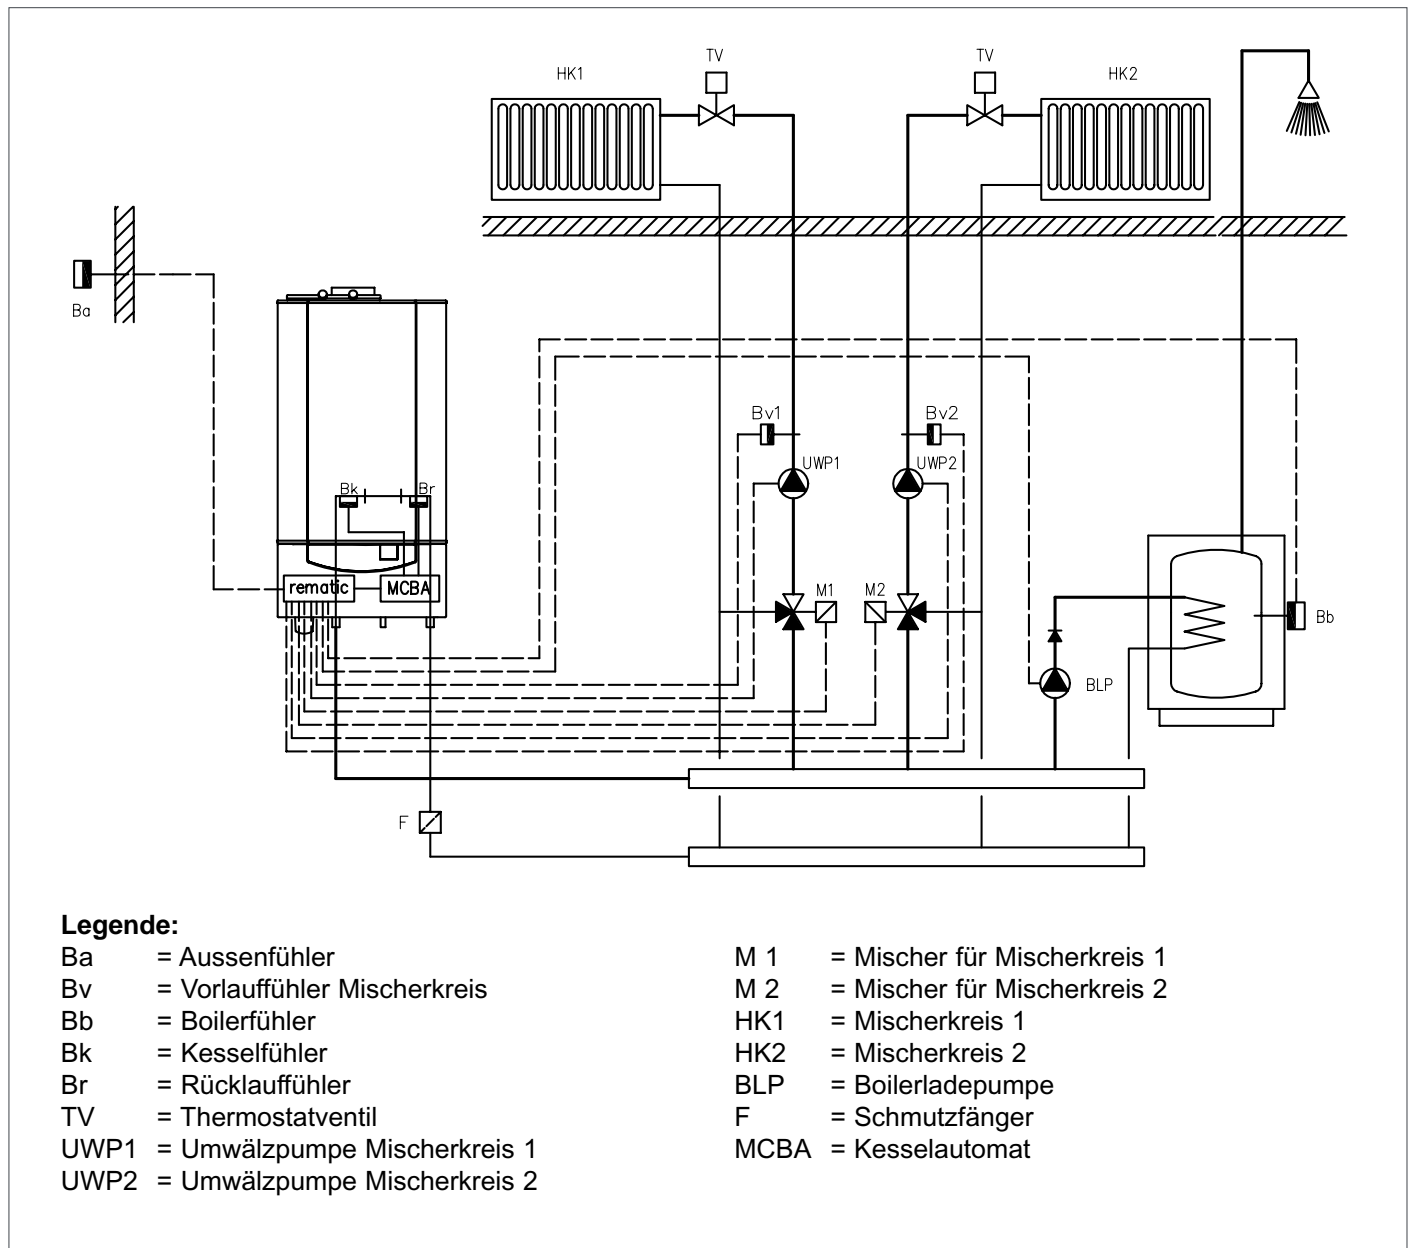 TV
TV
HK1
HK2
Ba
Bv1
Bv2
UWP1
UWP2
Bk
Br
rematic
MCBA
M1
M2
Bb
BLP
F
Legende:
Ba = Aussenfühler
Bv = Vorlauffühler Mischerkreis
Bb = Boilerfühler
Bk = Kesselfühler
Br = Rücklauffühler
TV = Thermostatventil
UWP1 = Umwälzpumpe Mischerkreis 1
UWP2 = Umwälzpumpe Mischerkreis 2
M 1 = Mischer für Mischerkreis 1
M 2 = Mischer für Mischerkreis 2
HK1 = Mischerkreis 1
HK2 = Mischerkreis 2
BLP = Boilerladepumpe
F = Schmutzfänger
MCBA = Kesselautomat